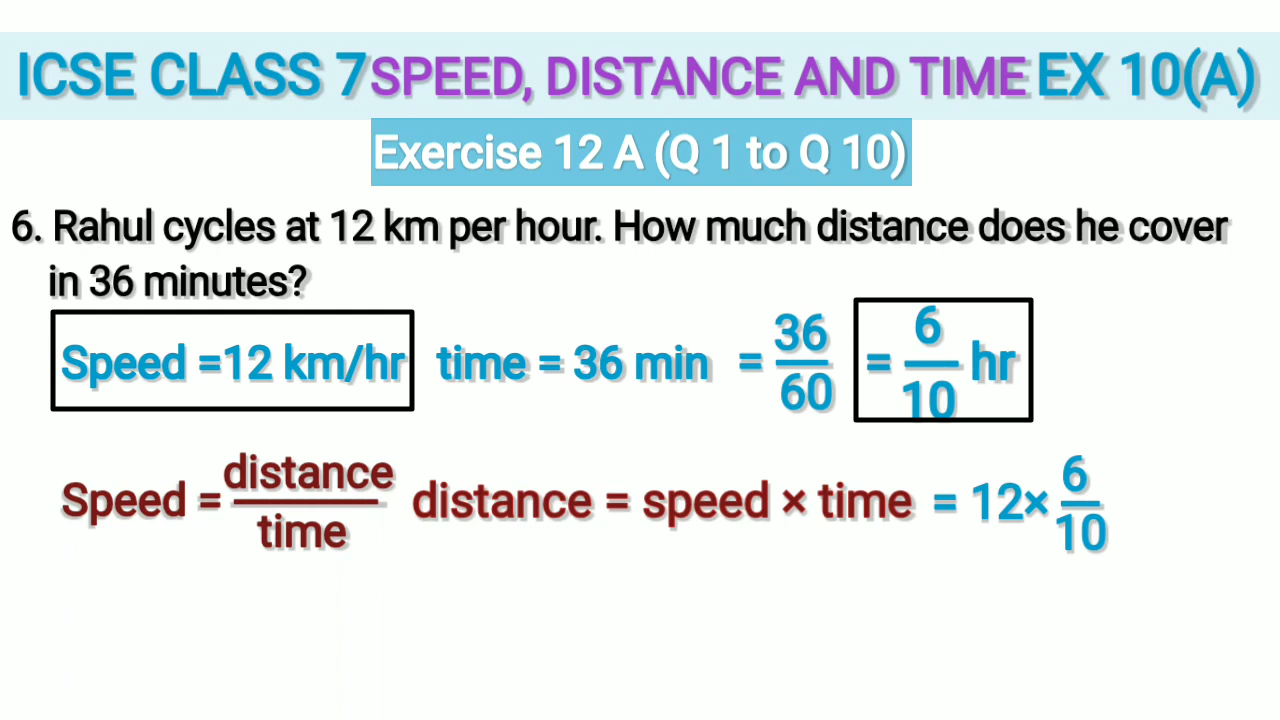 ICSE CLASS 7 SPEED, DISTANCE AND TIME EX 10(A)
Exercise 12 A (Q 1 to Q 10)
6. Rahul cycles at 12 km per hour. How much distance does he cover
in 36 minutes?
Speed =12 km/hr time = 36 min = 36/60 = 6/10 hr
Speed = distance/time distance = speed × time = 12× 6/10